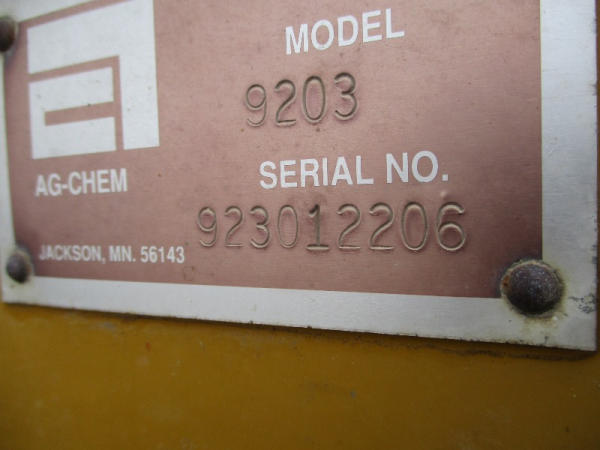 MODEL
9203
AG-CHEM
SERIAL NO.
923012206
JACKSON, MN. 56143